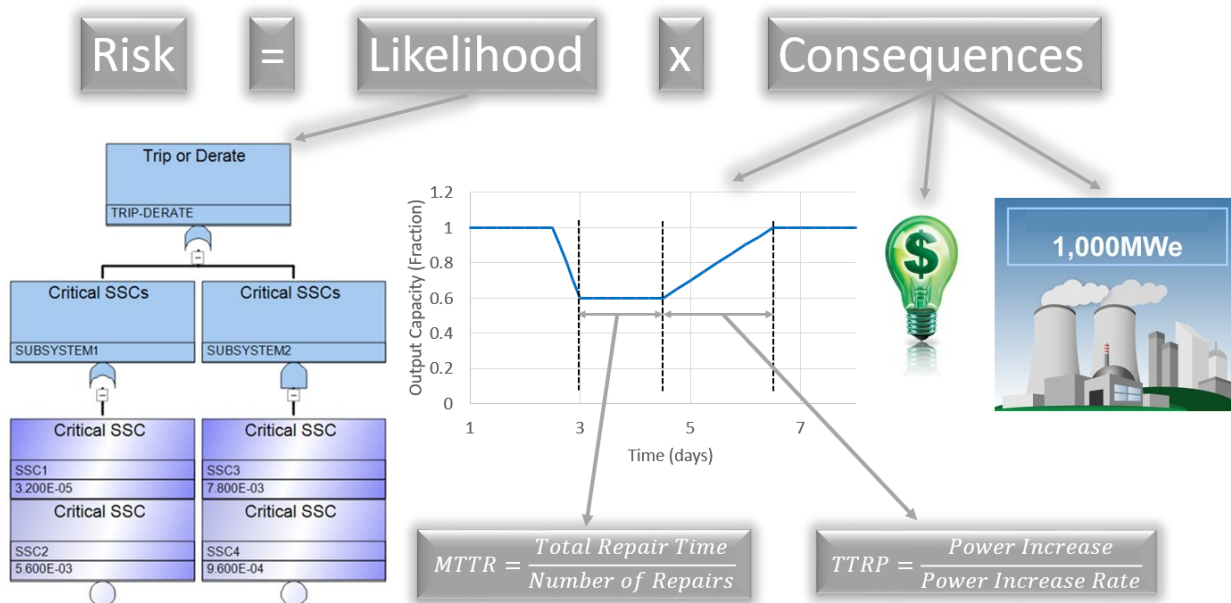 Risk = Likelihood x Consequences
Trip or Derate
TRIP-DERATE
Critical SSCs
SUBSYSTEM1
Critical SSCs
SUBSYSTEM2
Critical SSC
SSC1
3.200E-05
Critical SSC
SSC2
5.600E-03
Critical SSC
SSC3
7.800E-03
Critical SSC
SSC4
9.600E-04
Output Capacity (Fraction)
1.2
1
0.8
0.6
0.4
0.2
0
1 3 5 7
Time (days)
$
1,000MWe
MTTR = Total Repair Time / Number of Repairs
TTRP = Power Increase / Power Increase Rate